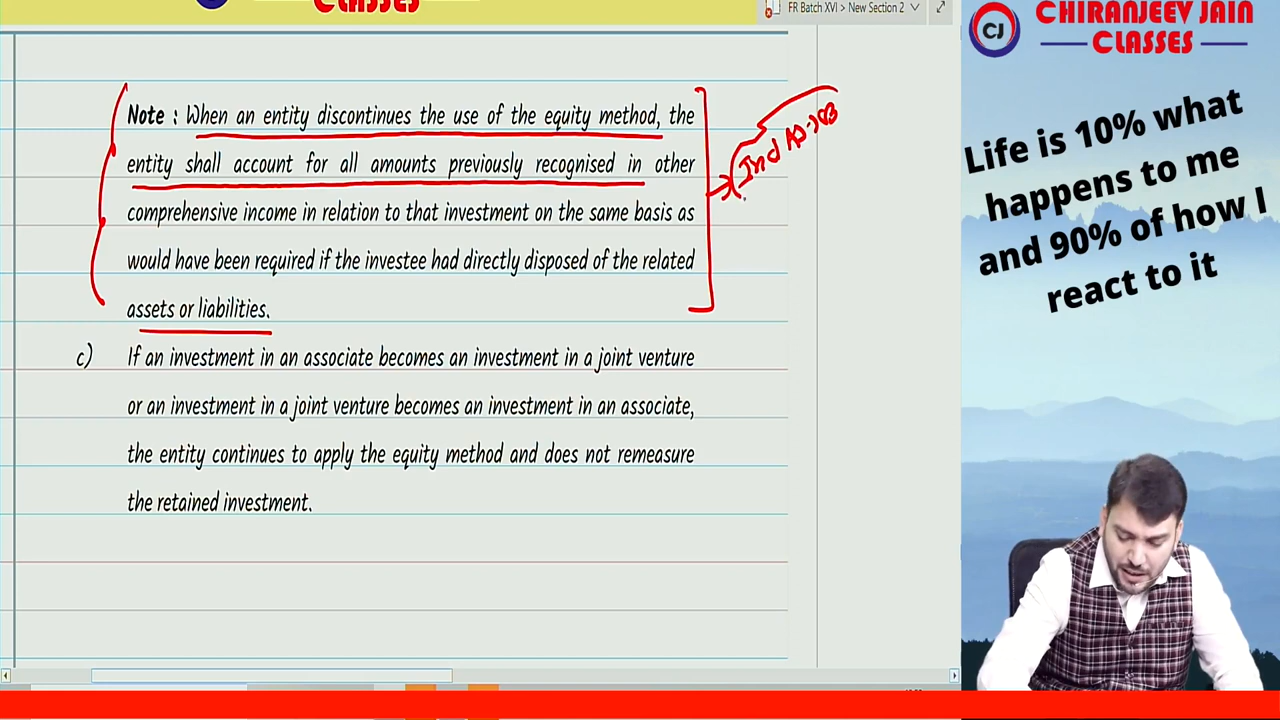 CLASSES
FR Batch XVI > New Section 2
CHIRANJEEV JAIN
CLASSES
CJ
Note : When an entity discontinues the use of the equity method, the
entity shall account for all amounts previously recognised in other
comprehensive income in relation to that investment on the same basis as
would have been required if the investee had directly disposed of the related
assets or liabilities.
Ind AS-28
c) If an investment in an associate becomes an investment in a joint venture
or an investment in a joint venture becomes an investment in an associate,
the entity continues to apply the equity method and does not remeasure
the retained investment.
Life is 10% what
happens to me
and 90% of how I
react to it